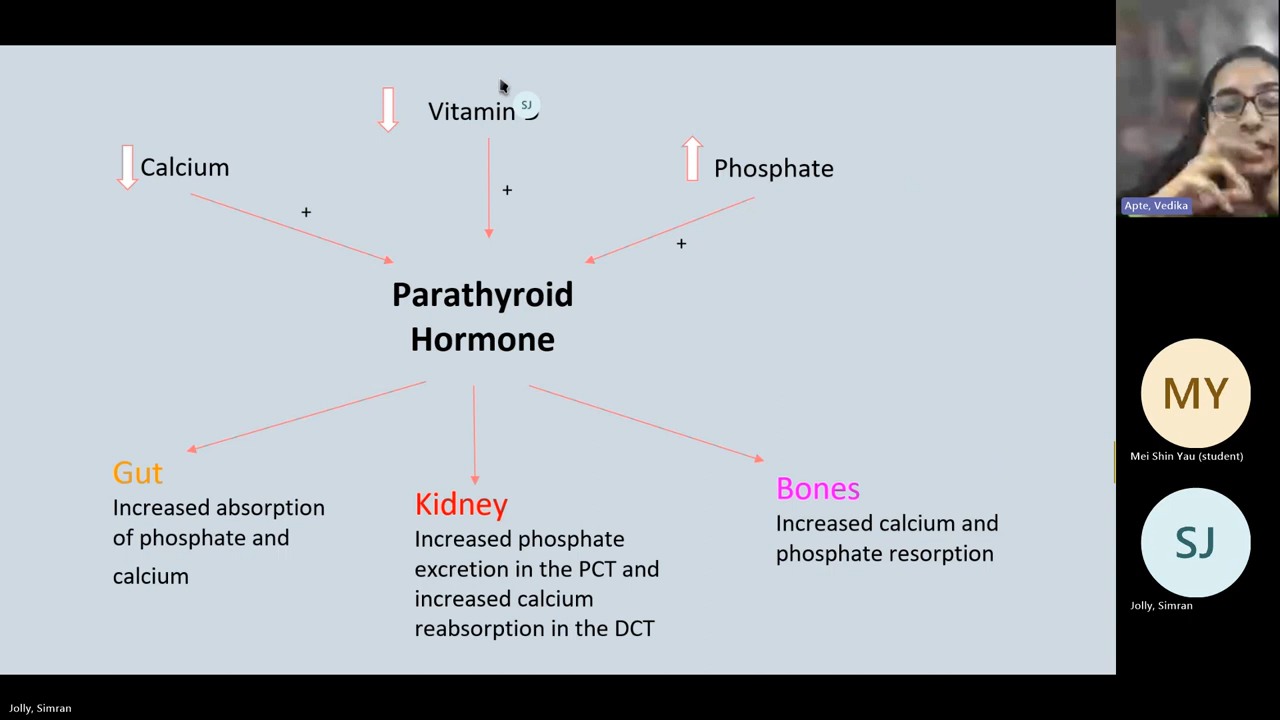 Vitamin
SJ
Calcium
Phosphate
+
+
+
Parathyroid
Hormone
Gut
Increased absorption
of phosphate and
calcium
Kidney
Increased phosphate
excretion in the PCT and
increased calcium
reabsorption in the DCT
Bones
Increased calcium and
phosphate resorption
Apte, Vedika
MY
Mei Shin Yau (student)
SJ
Jolly, Simran
Jolly, Simran